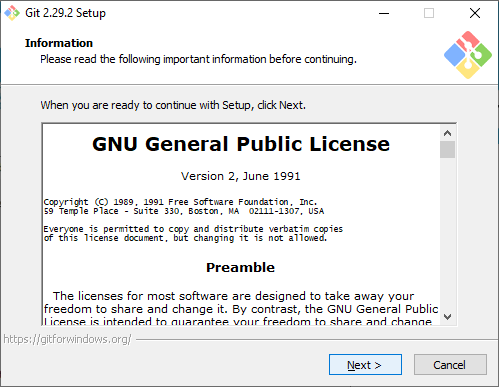 Git 2.29.2 Setup
Information
Please read the following important information before continuing.
When you are ready to continue with Setup, click Next.
GNU General Public License
Version 2, June 1991
Copyright (C) 1989, 1991 Free Software Foundation, Inc.
59 Temple Place - Suite 330, Boston, MA  02111-1307, USA
Everyone is permitted to copy and distribute verbatim copies
of this license document, but changing it is not allowed.
Preamble
The licenses for most software are designed to take away your
freedom to share and change it. By contrast, the GNU General Public
License is intended to guarantee your freedom to share and change
https://gitforwindows.org/
Next >
Cancel